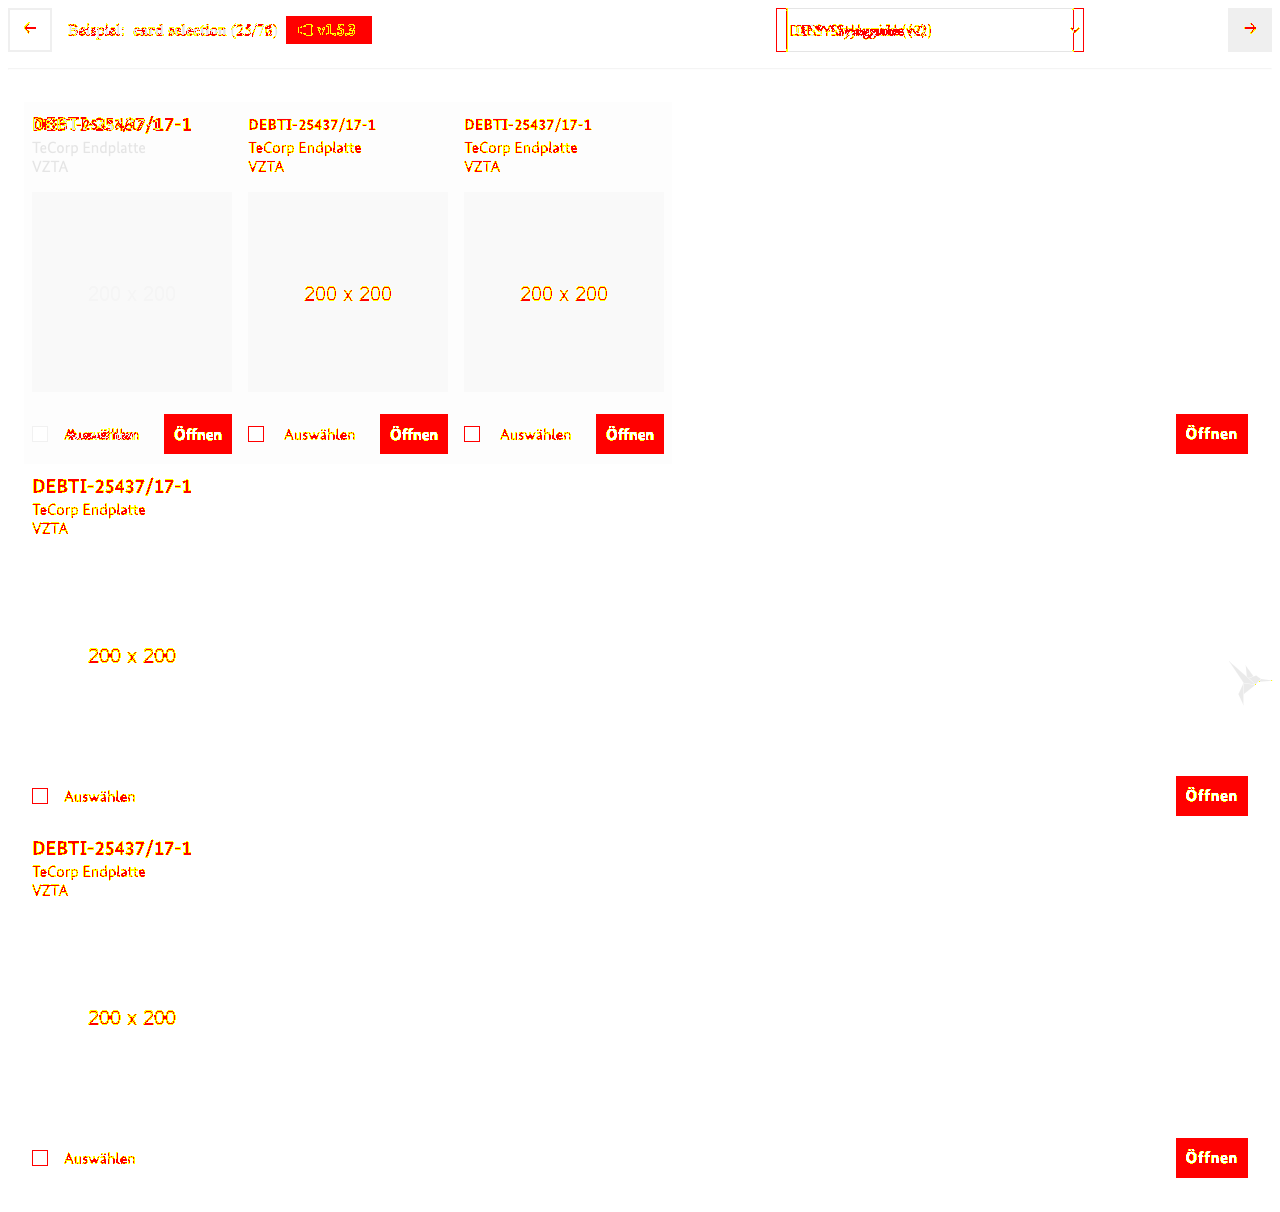 Beispiel: card selection (23/76) v1.5.3
DEBTI-25437/17-1 DEBTI-25437/17-1 DEBTI-25437/17-1
TeCorp Endplatte TeCorp Endplatte TeCorp Endplatte
VZTA VZTA VZTA
200 x 200 200 x 200 200 x 200
Auswählen Öffnen Auswählen Öffnen Auswählen Öffnen Öffnen
DEBTI-25437/17-1
TeCorp Endplatte
VZTA
200 x 200
Auswählen Öffnen
DEBTI-25437/17-1
TeCorp Endplatte
VZTA
200 x 200
Auswählen Öffnen